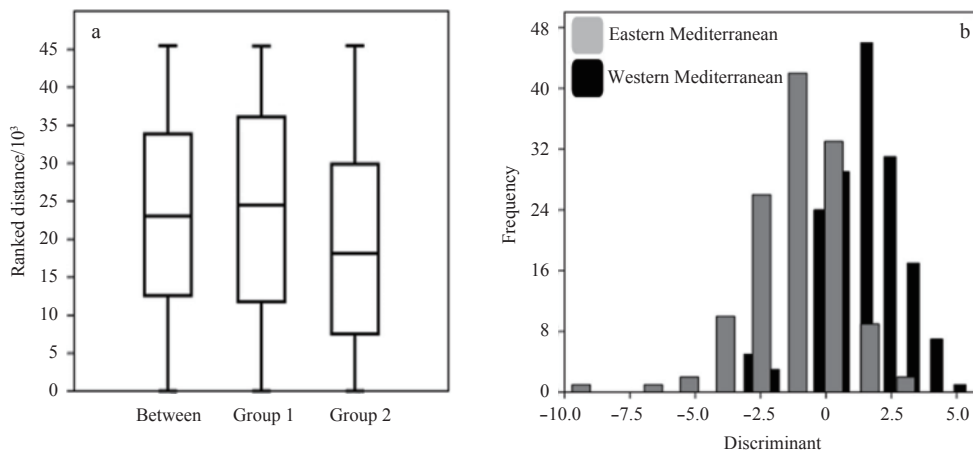 a
Ranked distance/10³
45
40
35
30
25
20
15
10
5
0
Between Group 1 Group 2
b
Eastern Mediterranean
Western Mediterranean
Frequency
48
40
32
24
16
8
0
–10.0 –7.5 –5.0 –2.5 0 2.5 5.0
Discriminant